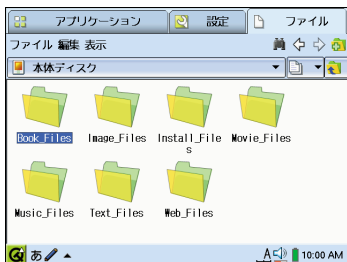 アプリケーション 設定 ファイル
ファイル 編集 表示
本体ディスク
Book_Files Image_Files Install_Files Movie_Files
Music_Files Text_Files Web_Files
あ A 10:00 AM